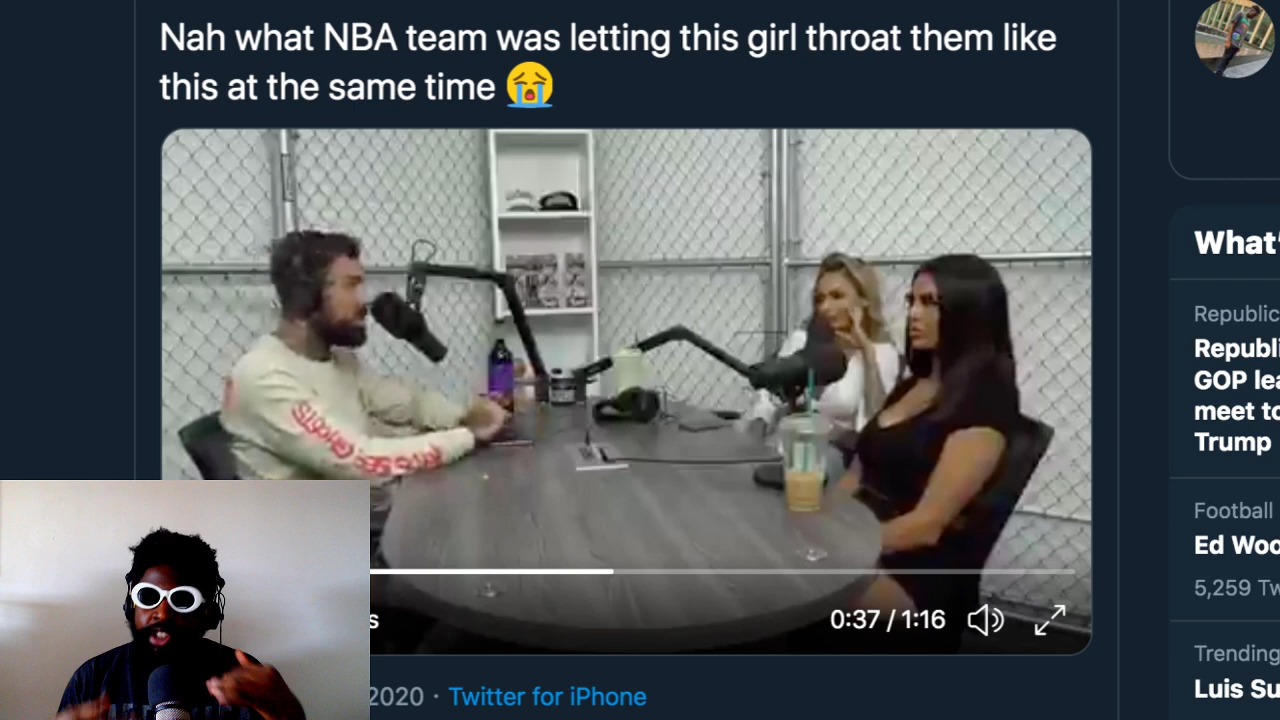 Nah what NBA team was letting this girl throat them like
this at the same time 😭
What'
Republic
Republi
GOP lea
meet to
Trump
Football
Ed Woo
5,259 Tw
Trending
Luis Su
s
0:37 / 1:16
2020 · Twitter for iPhone